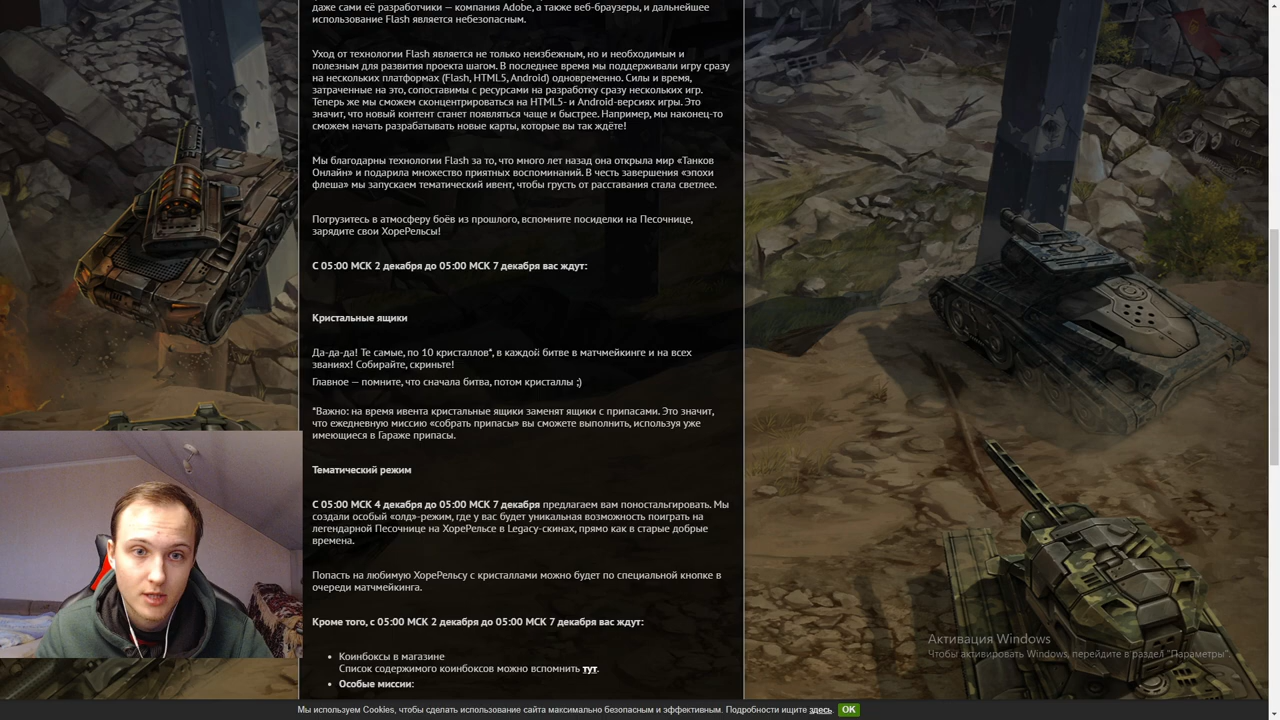 даже сами её разработчики — компания Adobe, а также веб-браузеры, и дальнейшее
использование Flash является небезопасным.
Уход от технологии Flash является не только неизбежным, но и необходимым и
полезным для развития проекта шагом. В последнее время мы поддерживали игру сразу
на нескольких платформах (Flash, HTML5, Android) одновременно. Силы и время,
затраченные на это, сопоставимы с ресурсами на разработку сразу нескольких игр.
Теперь же мы сможем сконцентрироваться на HTML5- и Android-версиях игры. Это
значит, что новый контент станет появляться чаще и быстрее. Например, мы наконец-то
сможем начать разрабатывать новые карты, которые вы так ждёте!
Мы благодарны технологии Flash за то, что много лет назад она открыла мир «Танков
Онлайн» и подарила множество приятных воспоминаний. В честь завершения «эпохи
флеша» мы запускаем тематический ивент, чтобы грусть от расставания стала светлее.
Погрузитесь в атмосферу боёв из прошлого, вспомните посиделки на Песочнице,
зарядите свои ХореРельсы!
С 05:00 МСК 2 декабря до 05:00 МСК 7 декабря вас ждут:
Кристальные ящики
Да-да-да! Те самые, по 10 кристаллов*, в каждой битве в матчмейкинге и на всех
званиях! Собирайте, скриньте!
Главное — помните, что сначала битва, потом кристаллы ;)
*Важно: на время ивента кристальные ящики заменят ящики с припасами. Это значит,
что ежедневную миссию «собрать припасы» вы сможете выполнить, используя уже
имеющиеся в Гараже припасы.
Тематический режим
С 05:00 МСК 4 декабря до 05:00 МСК 7 декабря предлагаем вам поностальгировать. Мы
создали особый «олд»-режим, где у вас будет уникальная возможность поиграть на
легендарной Песочнице на ХореРельсе в Legacy-скинах, прямо как в старые добрые
времена.
Попасть на любимую ХореРельсу с кристаллами можно будет по специальной кнопке в
очереди матчмейкинга.
Кроме того, с 05:00 МСК 2 декабря до 05:00 МСК 7 декабря вас ждут:
• Коинбоксы в магазине
Список содержимого коинбоксов можно вспомнить тут.
• Особые миссии:
Активация Windows
Чтобы активировать Windows, перейдите в раздел "Параметры".
Мы используем Cookies, чтобы сделать использование сайта максимально безопасным и эффективным. Подробности ищите здесь. OK